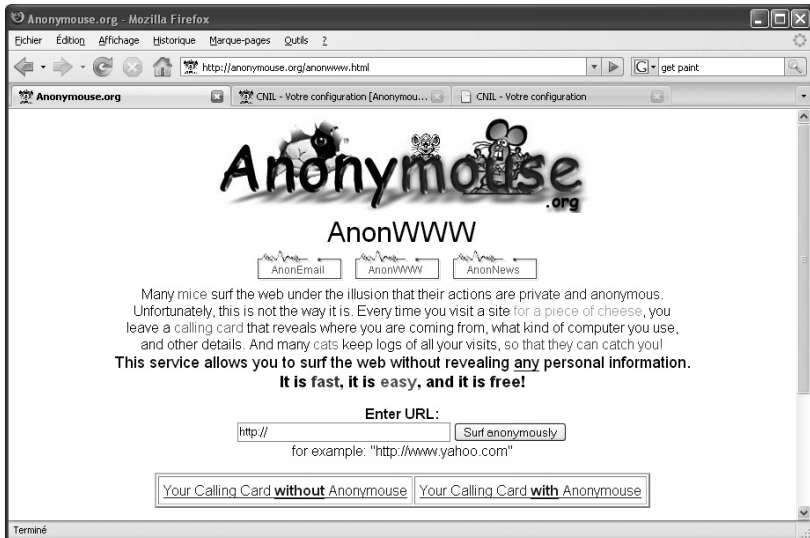 Anonymouse.org - Mozilla Firefox
Fichier Édition Affichage Historique Marque-pages Outils ?
http://anonymouse.org/anonwww.html G get paint
Anonymouse.org CNIL - Votre configuration [Anonymou... CNIL - Votre configuration
Anonymouse
.org
AnonWWW
AnonEmail AnonWWW AnonNews
Many mice surf the web under the illusion that their actions are private and anonymous.
Unfortunately, this is not the way it is. Every time you visit a site for a piece of cheese, you
leave a calling card that reveals where you are coming from, what kind of computer you use,
and other details. And many cats keep logs of all your visits, so that they can catch you!
This service allows you to surf the web without revealing any personal information.
It is fast, it is easy, and it is free!
Enter URL:
http:// Surf anonymously
for example: "http://www.yahoo.com"
Your Calling Card without Anonymouse Your Calling Card with Anonymouse
Terminé